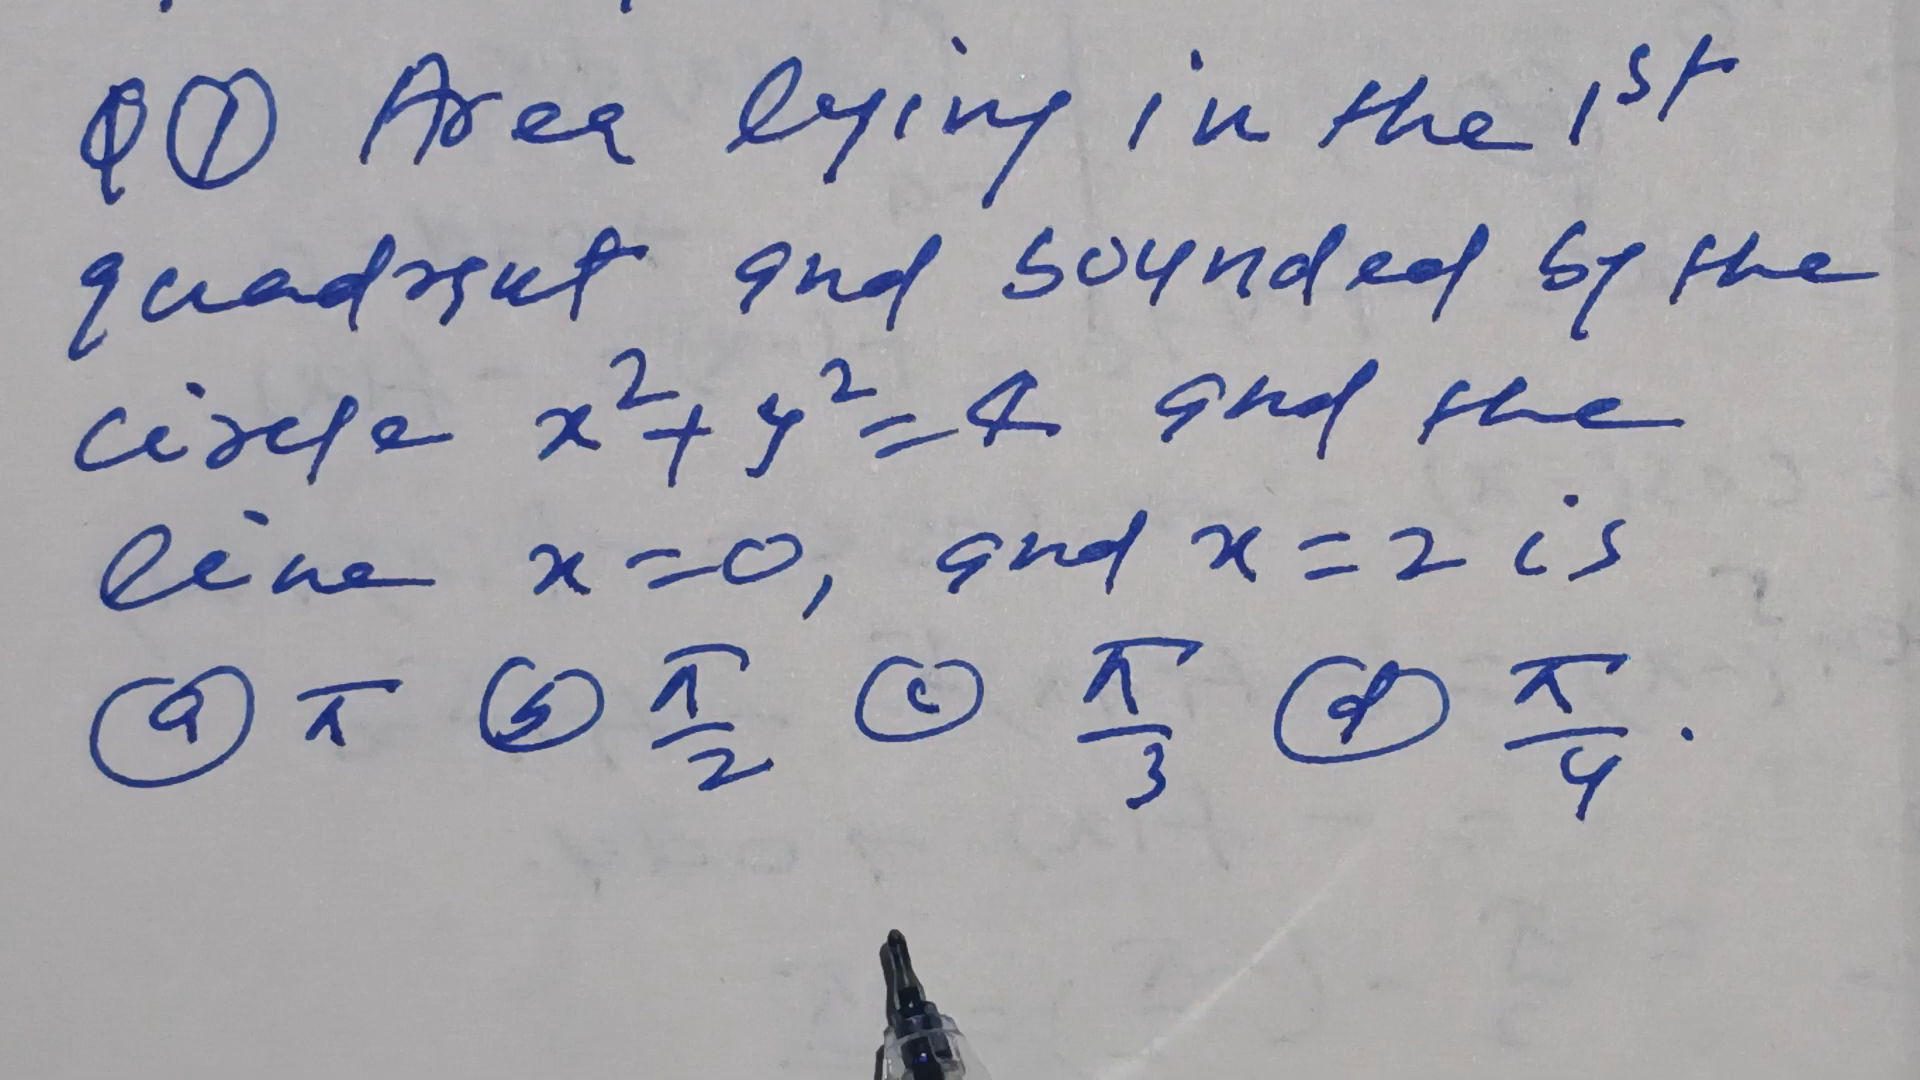 Q ① Area lying in the 1st
quadrant and bounded by the
circle x²+y²=4 and the
line x=0, and x=2 is
ⓐ π ⓑ π/2 ⓒ π/3 ⓓ π/4.